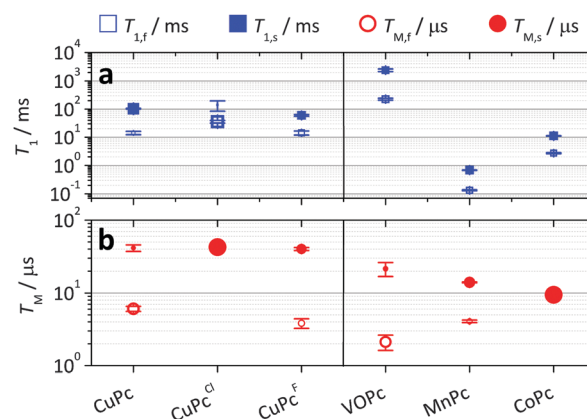 T1,f / ms T1,s / ms TM,f / µs TM,s / µs
a
T1 / ms
10^4
10^3
10^2
10^1
10^0
10^-1
b
TM / µs
10^2
10^1
10^0
CuPc CuPc^Cl CuPc^F VOPc MnPc CoPc